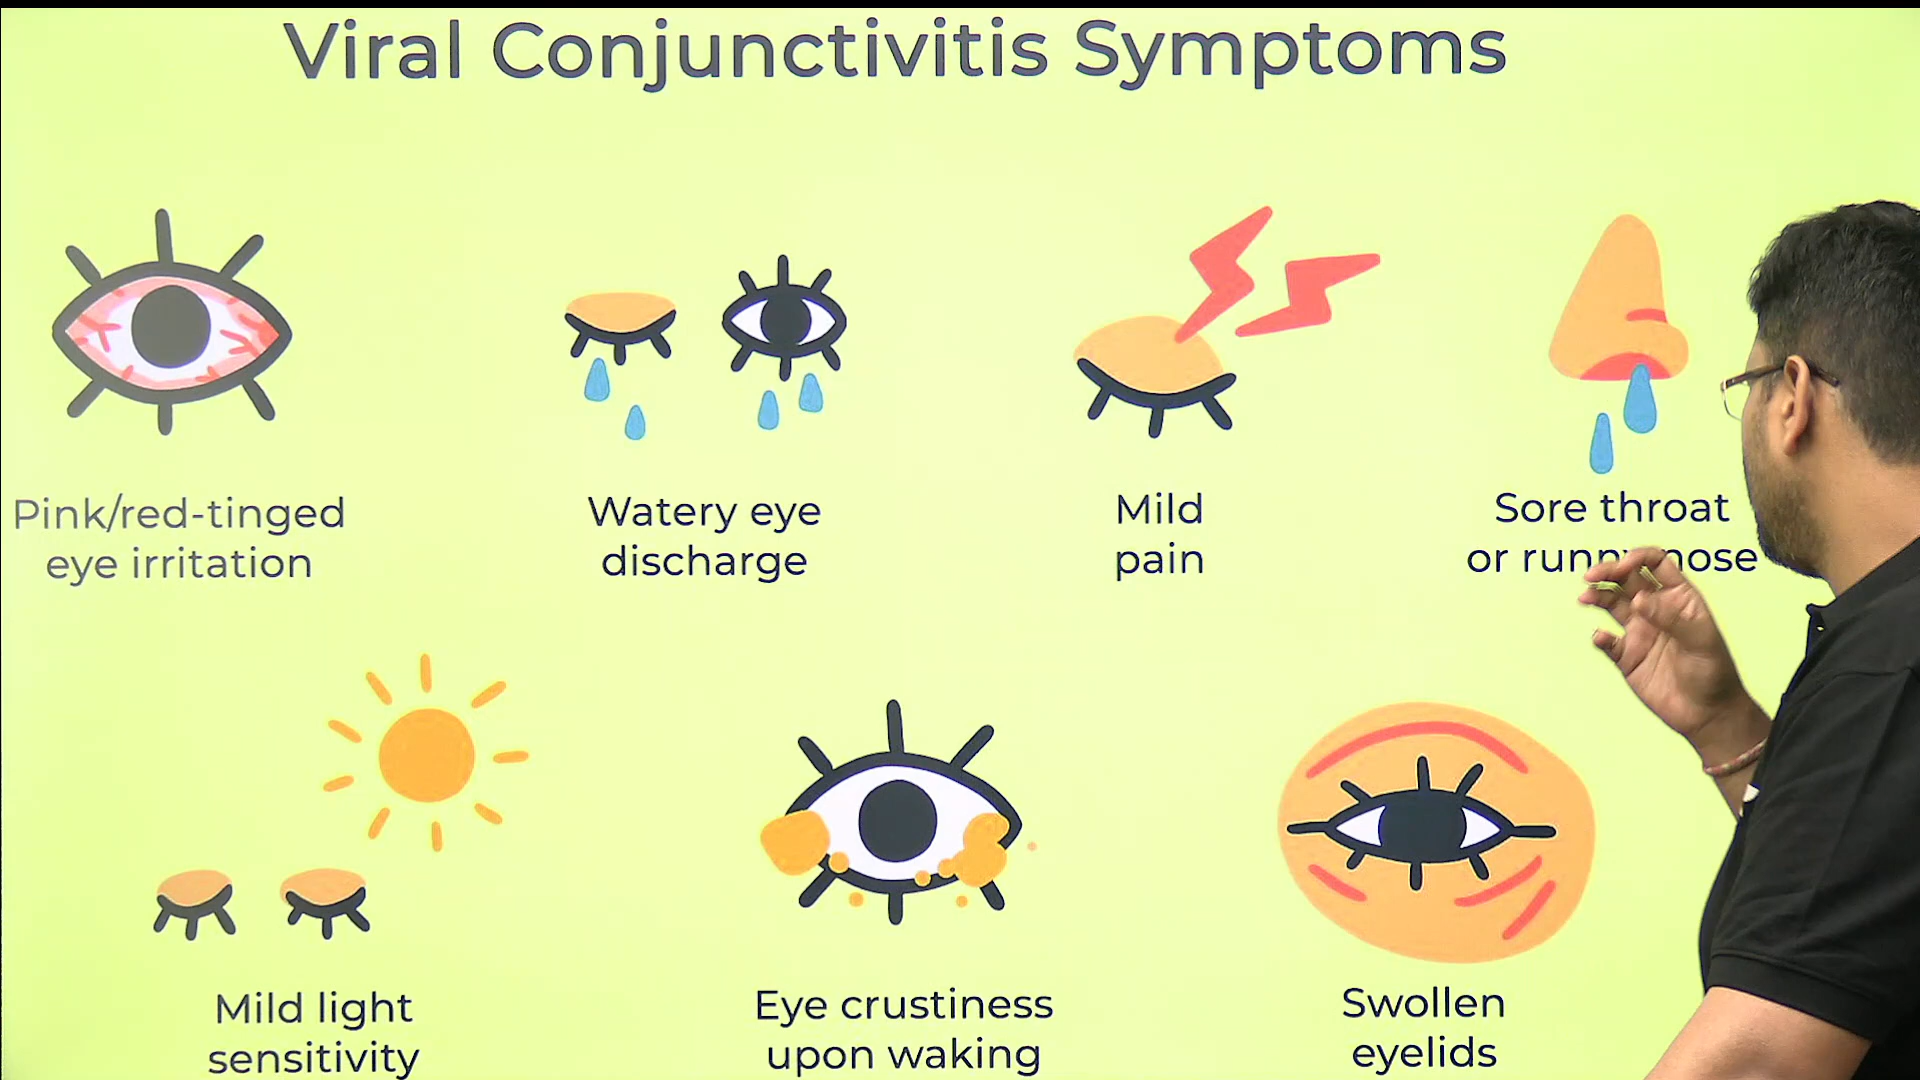 Viral Conjunctivitis Symptoms
Pink/red-tinged
eye irritation
Watery eye
discharge
Mild
pain
Sore throat
or runny nose
Mild light
sensitivity
Eye crustiness
upon waking
Swollen
eyelids